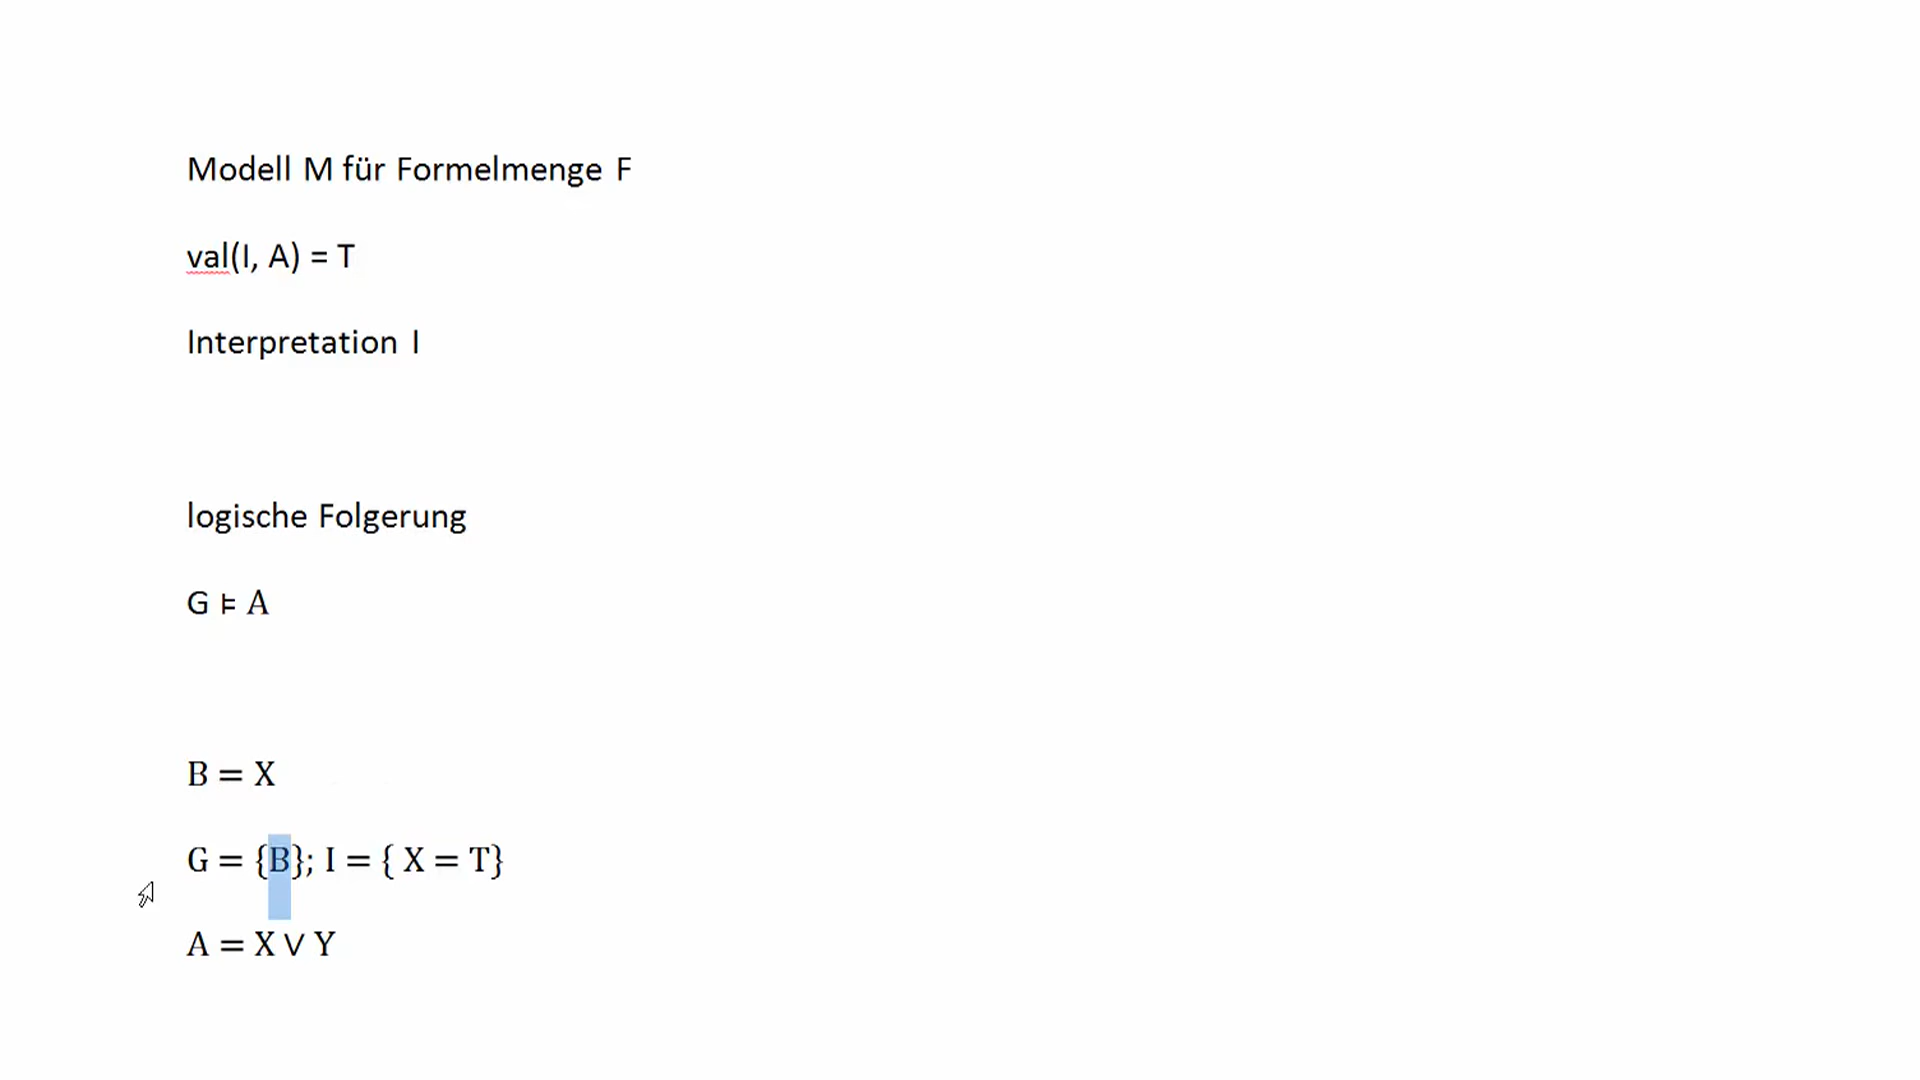 Modell M für Formelmenge F
val(I, A) = T
Interpretation I
logische Folgerung
G ⊧ A
B = X
G = {B}; I = { X = T}
A = X ∨ Y